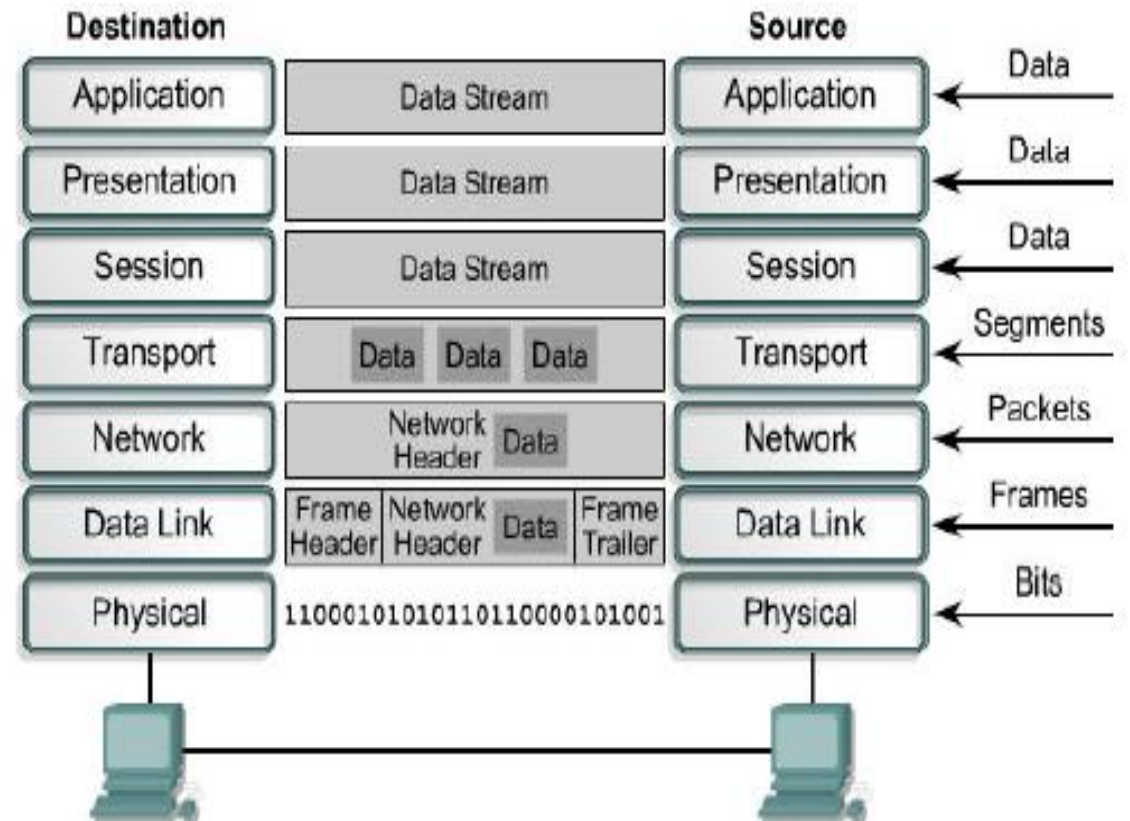 Destination
Source
Application
Data Stream
Application
Data
Presentation
Data Stream
Presentation
Data
Session
Data Stream
Session
Data
Transport
Data Data Data
Transport
Segments
Network
Network
Header
Data
Network
Packets
Data Link
Frame
Header
Network
Header
Data
Frame
Trailer
Data Link
Frames
Physical
1100010101011011000010100​1
Physical
Bits